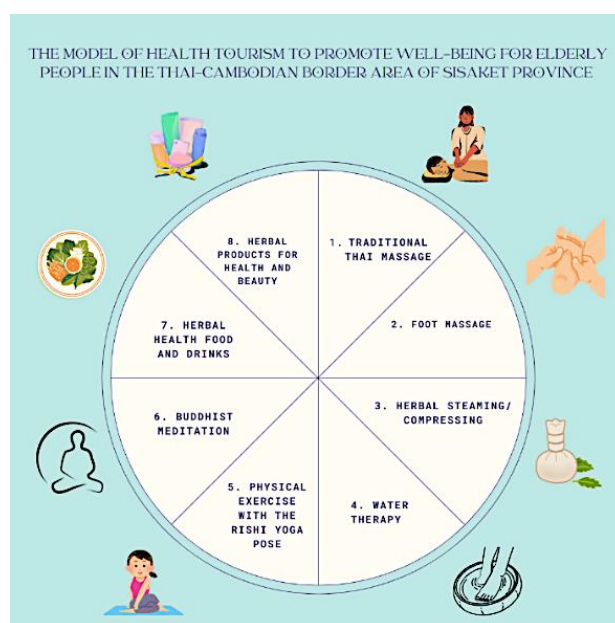 THE MODEL OF HEALTH TOURISM TO PROMOTE WELL-BEING FOR ELDERLY
PEOPLE IN THE THAI-CAMBODIAN BORDER AREA OF SISAKET PROVINCE
1. TRADITIONAL
THAI MASSAGE
2. FOOT MASSAGE
3. HERBAL STEAMING/
COMPRESSING
4. WATER
THERAPY
5. PHYSICAL
EXERCISE
WITH THE
RISHI YOGA
POSE
6. BUDDHIST
MEDITATION
7. HERBAL
HEALTH FOOD
AND DRINKS
8. HERBAL
PRODUCTS FOR
HEALTH AND
BEAUTY